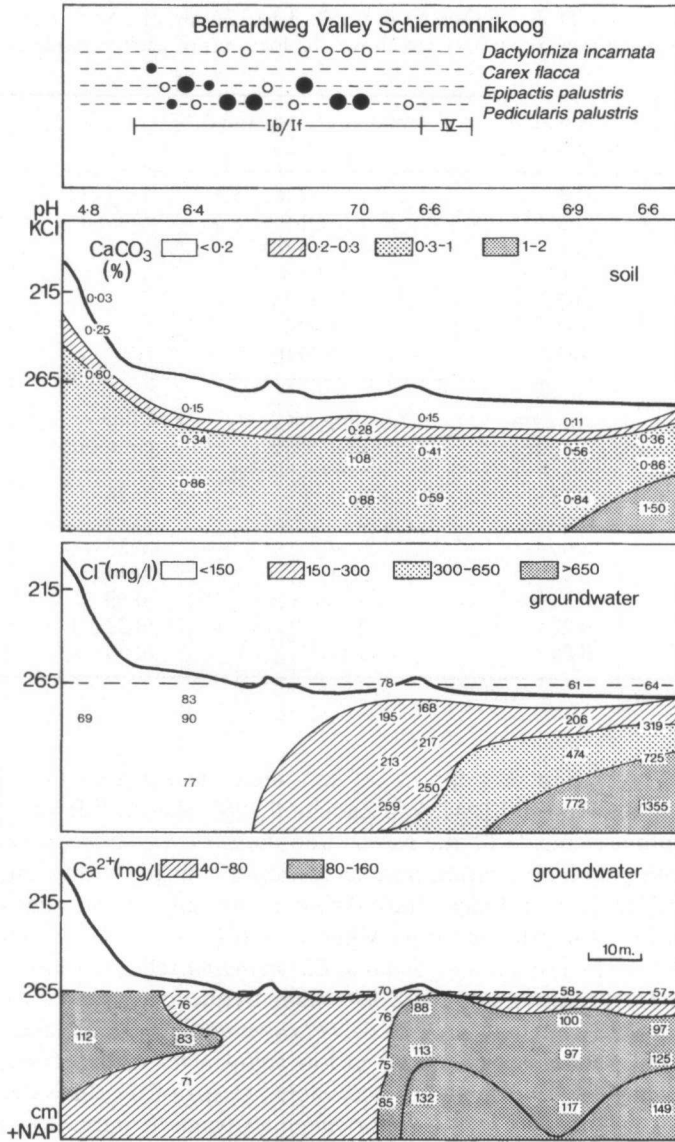 Bernardweg Valley Schiermonnikoog
Dactylorhiza incarnata
Carex flacca
Epipactis palustris
Pedicularis palustris
Ib/If IV
pH 4·8 6·4 7·0 6·6 6·9 6·6
KCl
CaCO3 <0·2 0·2-0·3 0·3-1 1-2
(%) soil
215
0·03
0·25
265
0·80
0·15 0·15 0·11
0·34 0·28 0·41 0·56 0·36
1·08 0·86
0·86 0·88 0·59 0·84 1·50
Cl-(mg/l) <150 150-300 300-650 >650
groundwater
215
265 78 61 64
83
69 90 195 168 206 319
213 217 474 725
77 250
259 772 1355
Ca2+(mg/l 40-80 80-160 groundwater
215
10 m.
265 70 58 57
76 76 88 100 97
112 83
71 75 113 97 125
85 132 117 149
cm
+NAP